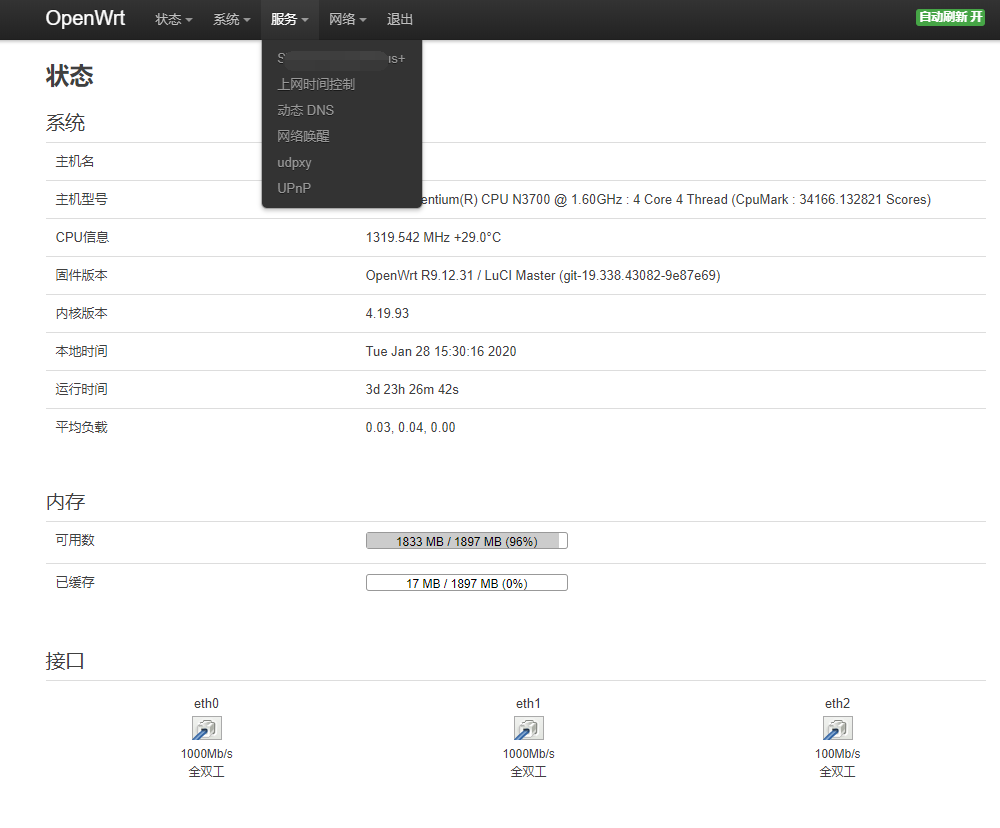 OpenWrt 状态 系统 服务 网络 退出 自动刷新 开
上网时间控制
动态 DNS
网络唤醒
udpxy
UPnP
状态
系统
主机名
主机型号 entium(R) CPU N3700 @ 1.60GHz : 4 Core 4 Thread (CpuMark : 34166.132821 Scores)
CPU信息 1319.542 MHz +29.0°C
固件版本 OpenWrt R9.12.31 / LuCI Master (git-19.338.43082-9e87e69)
内核版本 4.19.93
本地时间 Tue Jan 28 15:30:16 2020
运行时间 3d 23h 26m 42s
平均负载 0.03, 0.04, 0.00
内存
可用数 1833 MB / 1897 MB (96%)
已缓存 17 MB / 1897 MB (0%)
接口
eth0 eth1 eth2
1000Mb/s 1000Mb/s 100Mb/s
全双工 全双工 全双工